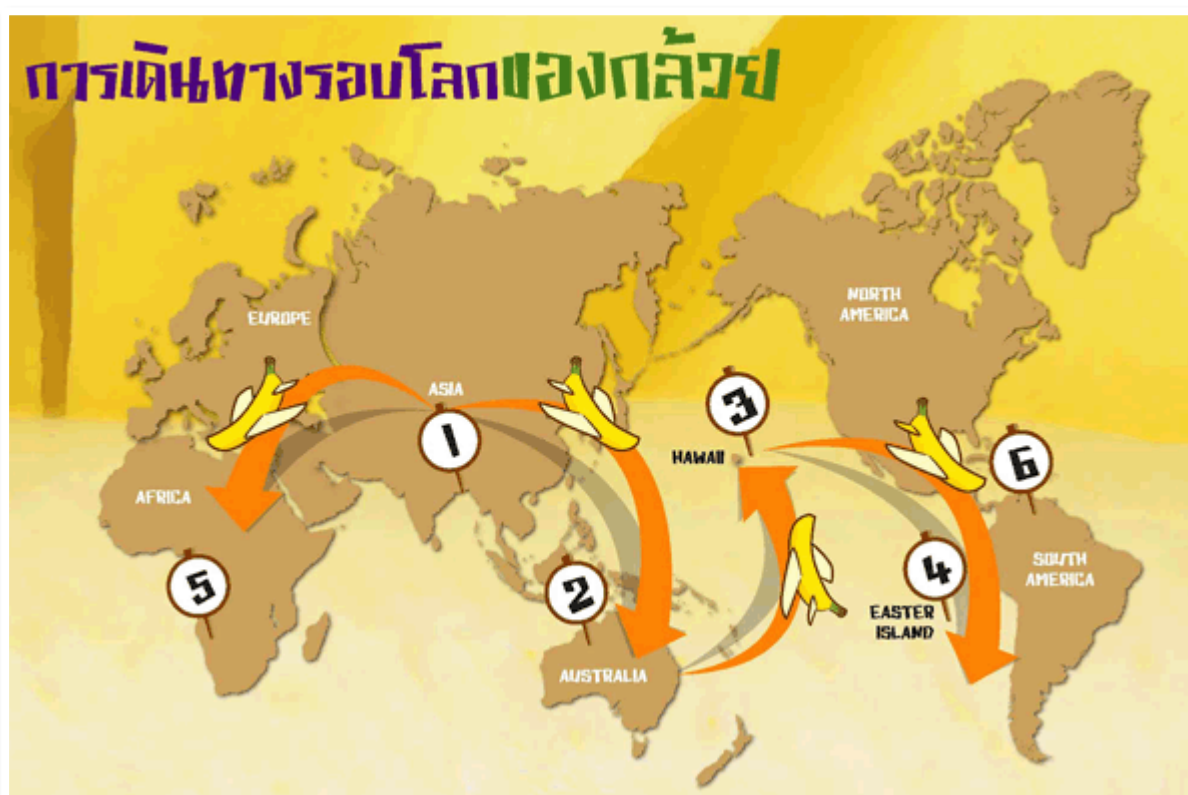 การเดินทางรอบโลกของกล้วย
NORTH
AMERICA
EUROPE
ASIA
3
1
HAWAII
6
AFRICA
4
SOUTH
AMERICA
5
2
EASTER
ISLAND
AUSTRALIA